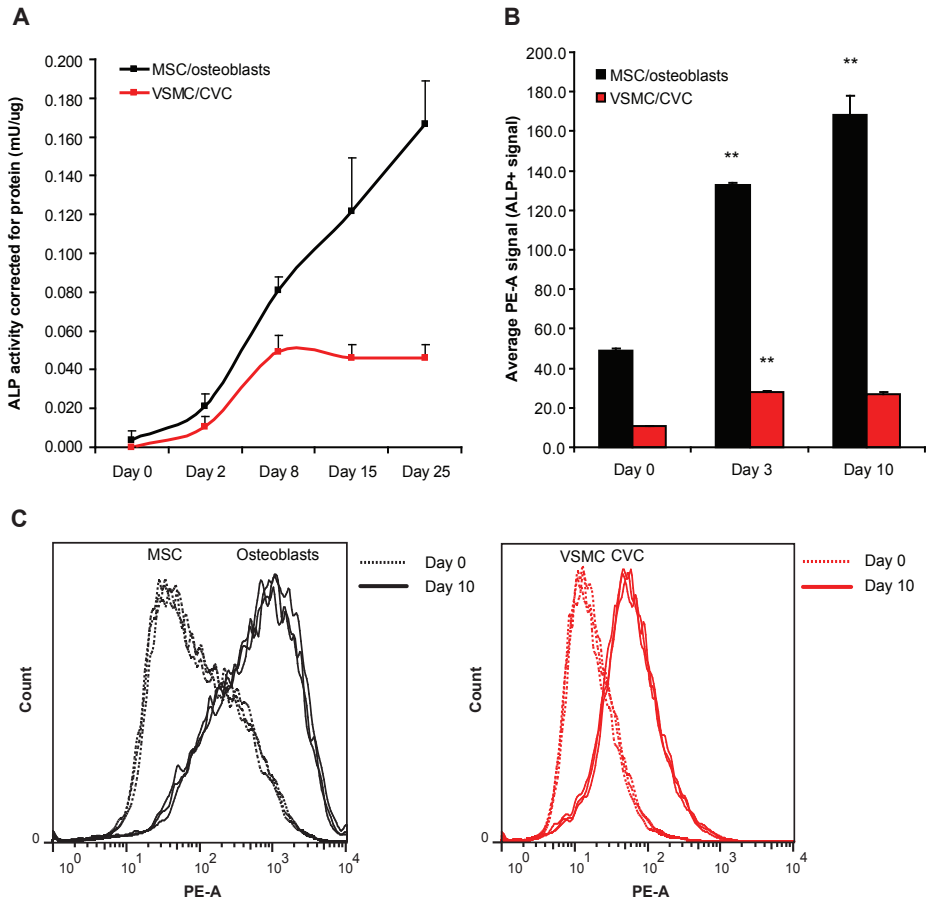 A
ALP activity corrected for protein (mU/ug)
0.200
0.180
0.160
0.140
0.120
0.100
0.080
0.060
0.040
0.020
0.000
MSC/osteoblasts
VSMC/CVC
Day 0 Day 2 Day 8 Day 15 Day 25
B
Average PE-A signal (ALP+ signal)
200.0
180.0
160.0
140.0
120.0
100.0
80.0
60.0
40.0
20.0
0.0
MSC/osteoblasts
VSMC/CVC
**
**
**
Day 0 Day 3 Day 10
C
Count
MSC Osteoblasts
Day 0
Day 10
0
10^0 10^1 10^2 10^3 10^4
PE-A
Count
VSMC CVC
Day 0
Day 10
0
10^0 10^1 10^2 10^3 10^4
PE-A